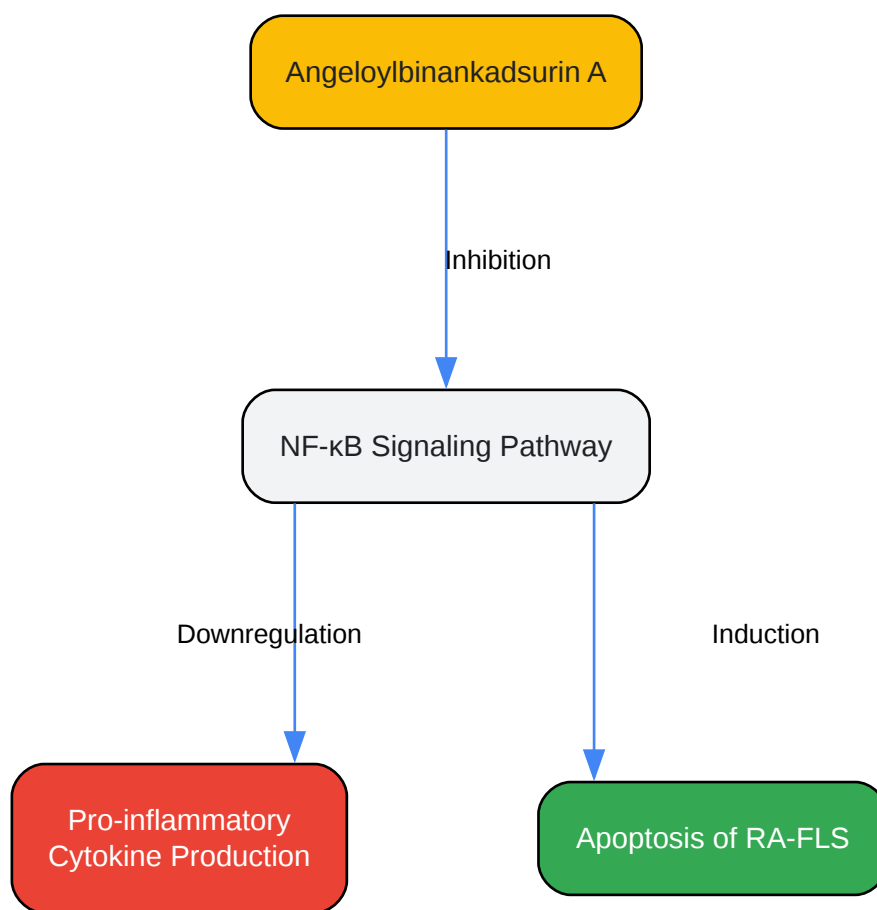 Angeloylbinankadsurin A
Inhibition
NF-κB Signaling Pathway
Downregulation
Induction
Pro-inflammatory
Cytokine Production
Apoptosis of RA-FLS